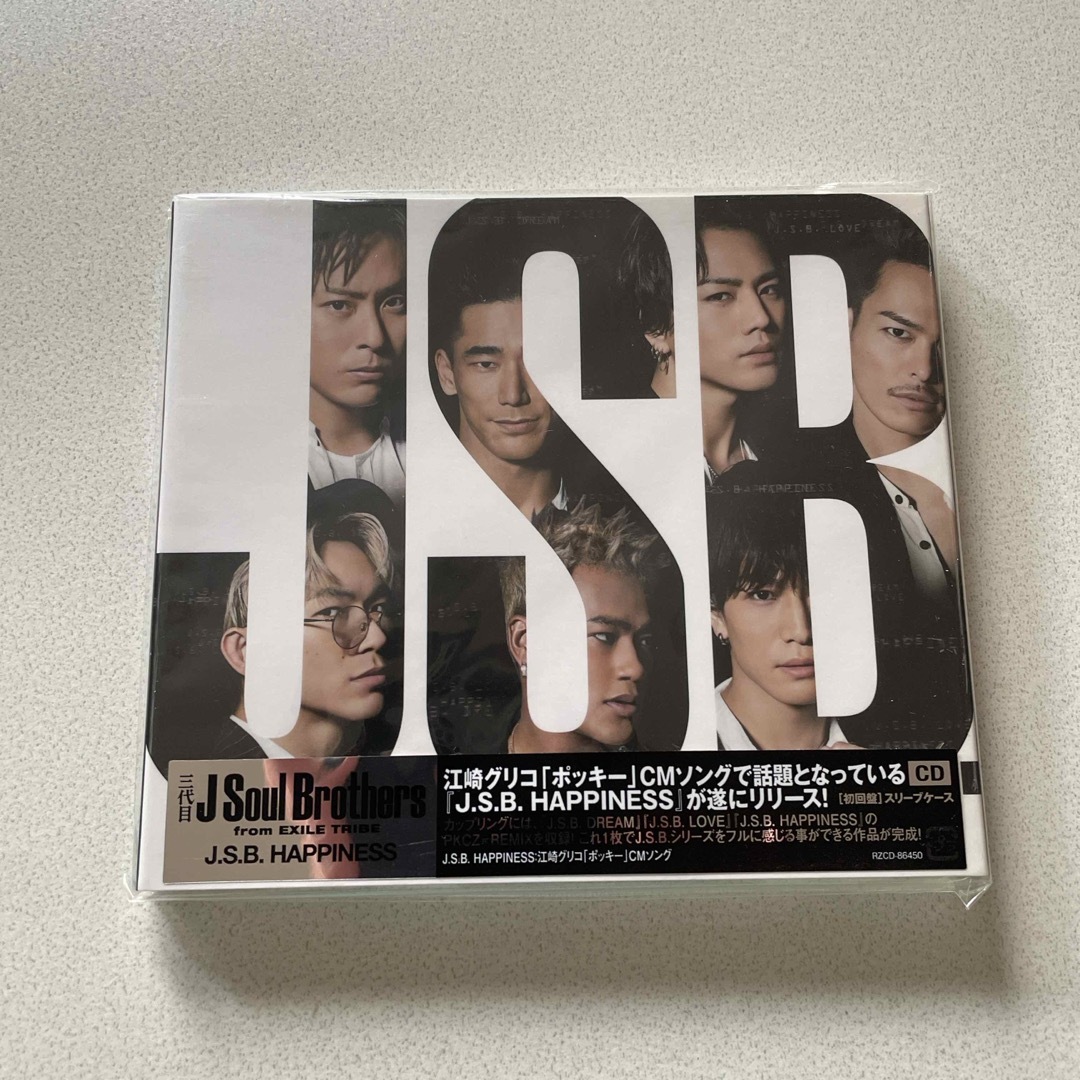 JSB
J.S.B. DREAM
HAPPINESS
HAPPINESS
J.S.B. LOVE
DREAM
J.S.B. HAPPINESS
三代目
J Soul Brothers
from EXILE TRIBE
J.S.B. HAPPINESS
江崎グリコ「ポッキー」CMソングで話題となっている CD
『J.S.B. HAPPINESS』が遂にリリース! [初回盤]スリーブケース
カップリングには、「J.S.B. DREAM」「J.S.B. LOVE」「J.S.B. HAPPINESS」の
PKCZ REMIXを収録!これ1枚でJ.S.B.シリーズをフルに感じる事ができる作品が完成!
J.S.B. HAPPINESS:江崎グリコ「ポッキー」CMソング
RZCD-86450